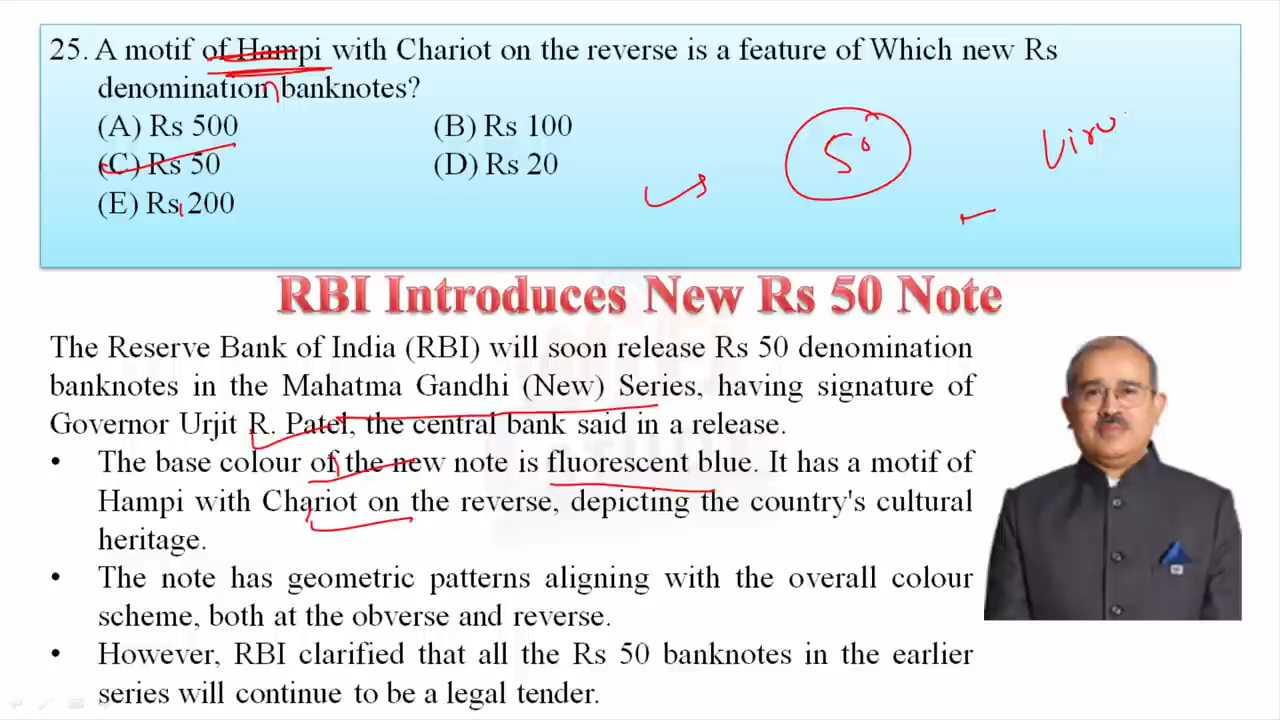 25. A motif of Hampi with Chariot on the reverse is a feature of Which new Rs
denomination banknotes?
(A) Rs 500 (B) Rs 100
(C) Rs 50 (D) Rs 20
(E) Rs 200
50
Viru
RBI Introduces New Rs 50 Note
The Reserve Bank of India (RBI) will soon release Rs 50 denomination
banknotes in the Mahatma Gandhi (New) Series, having signature of
Governor Urjit R. Patel, the central bank said in a release.
• The base colour of the new note is fluorescent blue. It has a motif of
Hampi with Chariot on the reverse, depicting the country's cultural
heritage.
• The note has geometric patterns aligning with the overall colour
scheme, both at the obverse and reverse.
• However, RBI clarified that all the Rs 50 banknotes in the earlier
series will continue to be a legal tender.